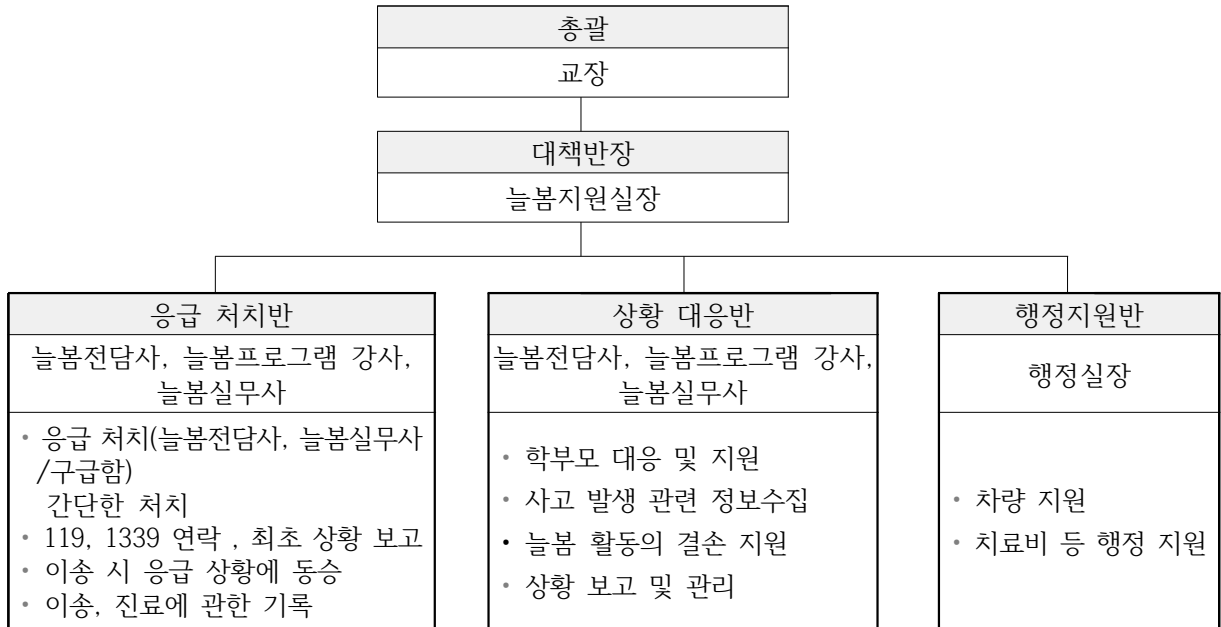 총괄
교장
대책반장
늘봄지원실장
응급 처치반
늘봄전담사, 늘봄프로그램 강사,
늘봄실무사
• 응급 처치(늘봄전담사, 늘봄실무사
/구급함)
간단한 처치
• 119, 1339 연락 , 최초 상황 보고
• 이송 시 응급 상황에 동승
• 이송, 진료에 관한 기록
상황 대응반
늘봄전담사, 늘봄프로그램 강사,
늘봄실무사
• 학부모 대응 및 지원
• 사고 발생 관련 정보수집
• 늘봄 활동의 결손 지원
• 상황 보고 및 관리
행정지원반
행정실장
• 차량 지원
• 치료비 등 행정 지원